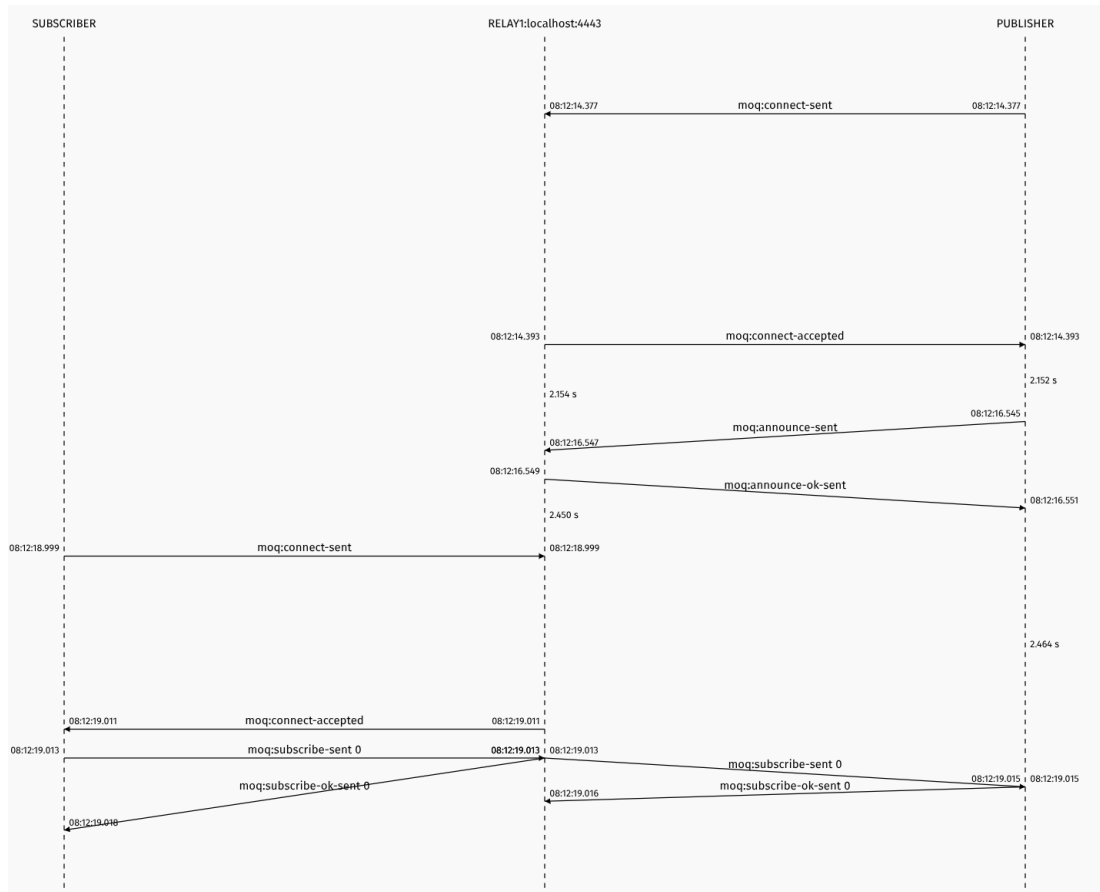 SUBSCRIBER RELAY1:localhost:4443 PUBLISHER
08:12:14.377 moq:connect-sent 08:12:14.377
08:12:14.393 moq:connect-accepted 08:12:14.393
2.152 s
2.154 s
08:12:16.545
moq:announce-sent
08:12:16.547
08:12:16.549
moq:announce-ok-sent
08:12:16.551
2.450 s
08:12:18.999 moq:connect-sent 08:12:18.999
2.464 s
08:12:19.011 moq:connect-accepted 08:12:19.011
08:12:19.013 moq:subscribe-sent 0 08:12:19.013 08:12:19.013
moq:subscribe-sent 0
08:12:19.015 08:12:19.015
moq:subscribe-ok-sent 0 moq:subscribe-ok-sent 0
08:12:19.016
08:12:19.018